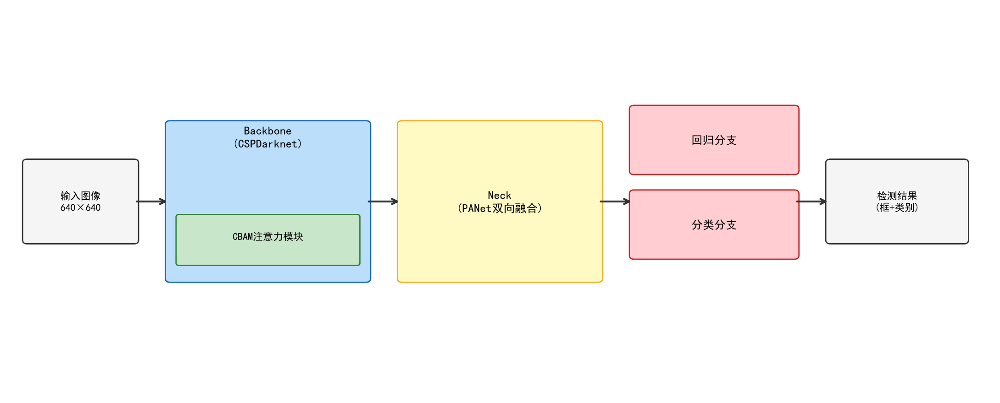 输入图像
640×640
Backbone
(CSPDarknet)
CBAM注意力模块
Neck
(PANet双向融合)
回归分支
分类分支
检测结果
(框+类别)